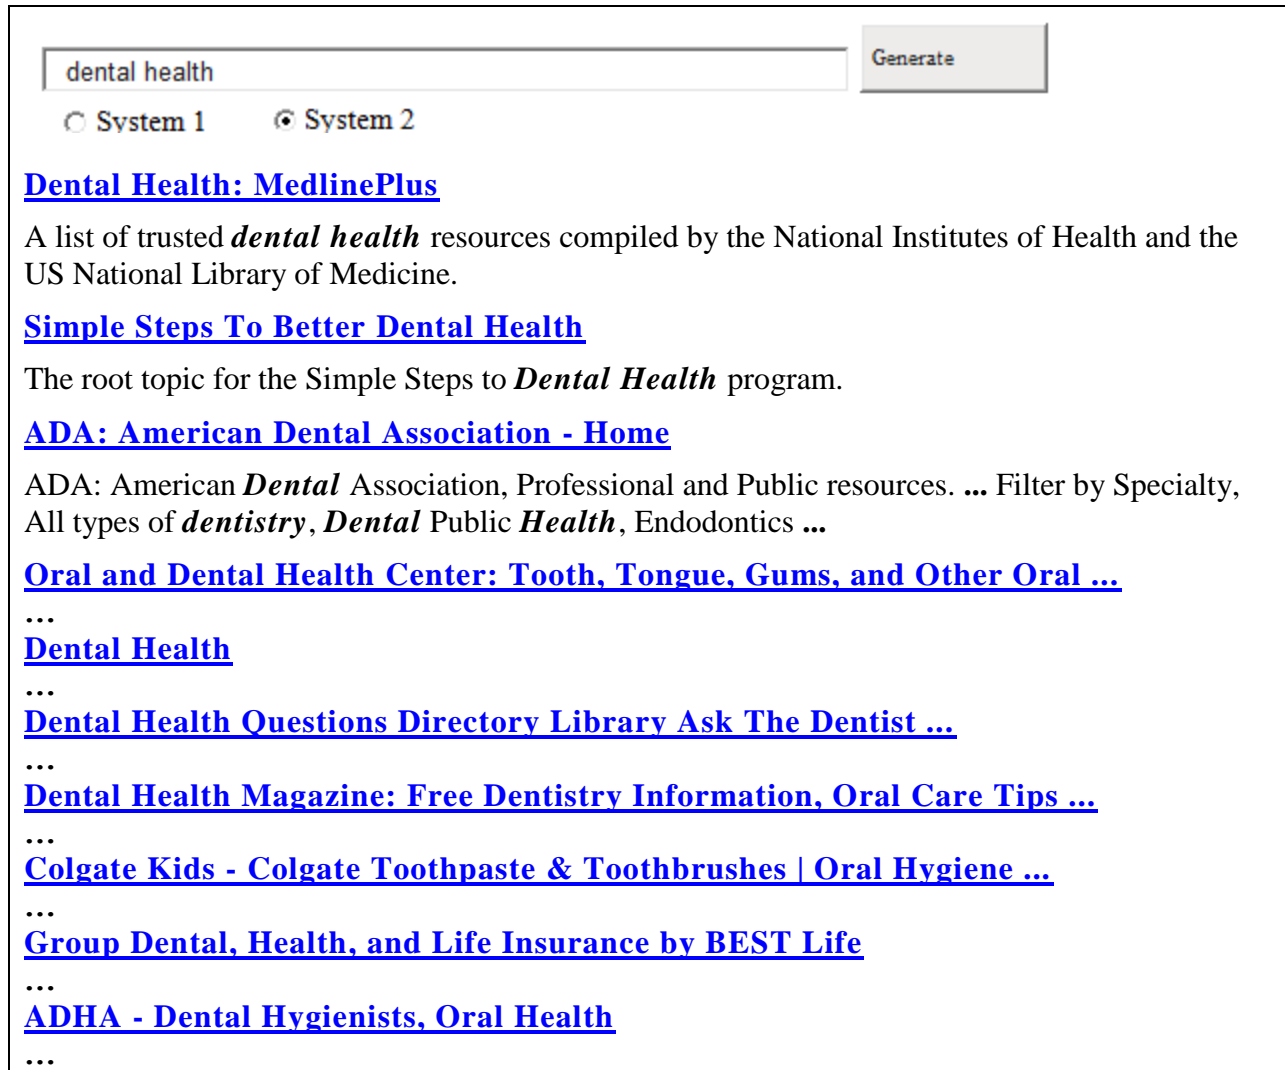 dental health
Generate
System 1
System 2
Dental Health: MedlinePlus
A list of trusted dental health resources compiled by the National Institutes of Health and the
US National Library of Medicine.
Simple Steps To Better Dental Health
The root topic for the Simple Steps to Dental Health program.
ADA: American Dental Association - Home
ADA: American Dental Association, Professional and Public resources. ... Filter by Specialty,
All types of dentistry, Dental Public Health, Endodontics ...
Oral and Dental Health Center: Tooth, Tongue, Gums, and Other Oral ...
...
Dental Health
...
Dental Health Questions Directory Library Ask The Dentist ...
...
Dental Health Magazine: Free Dentistry Information, Oral Care Tips ...
...
Colgate Kids - Colgate Toothpaste & Toothbrushes | Oral Hygiene ...
...
Group Dental, Health, and Life Insurance by BEST Life
...
ADHA - Dental Hygienists, Oral Health
...